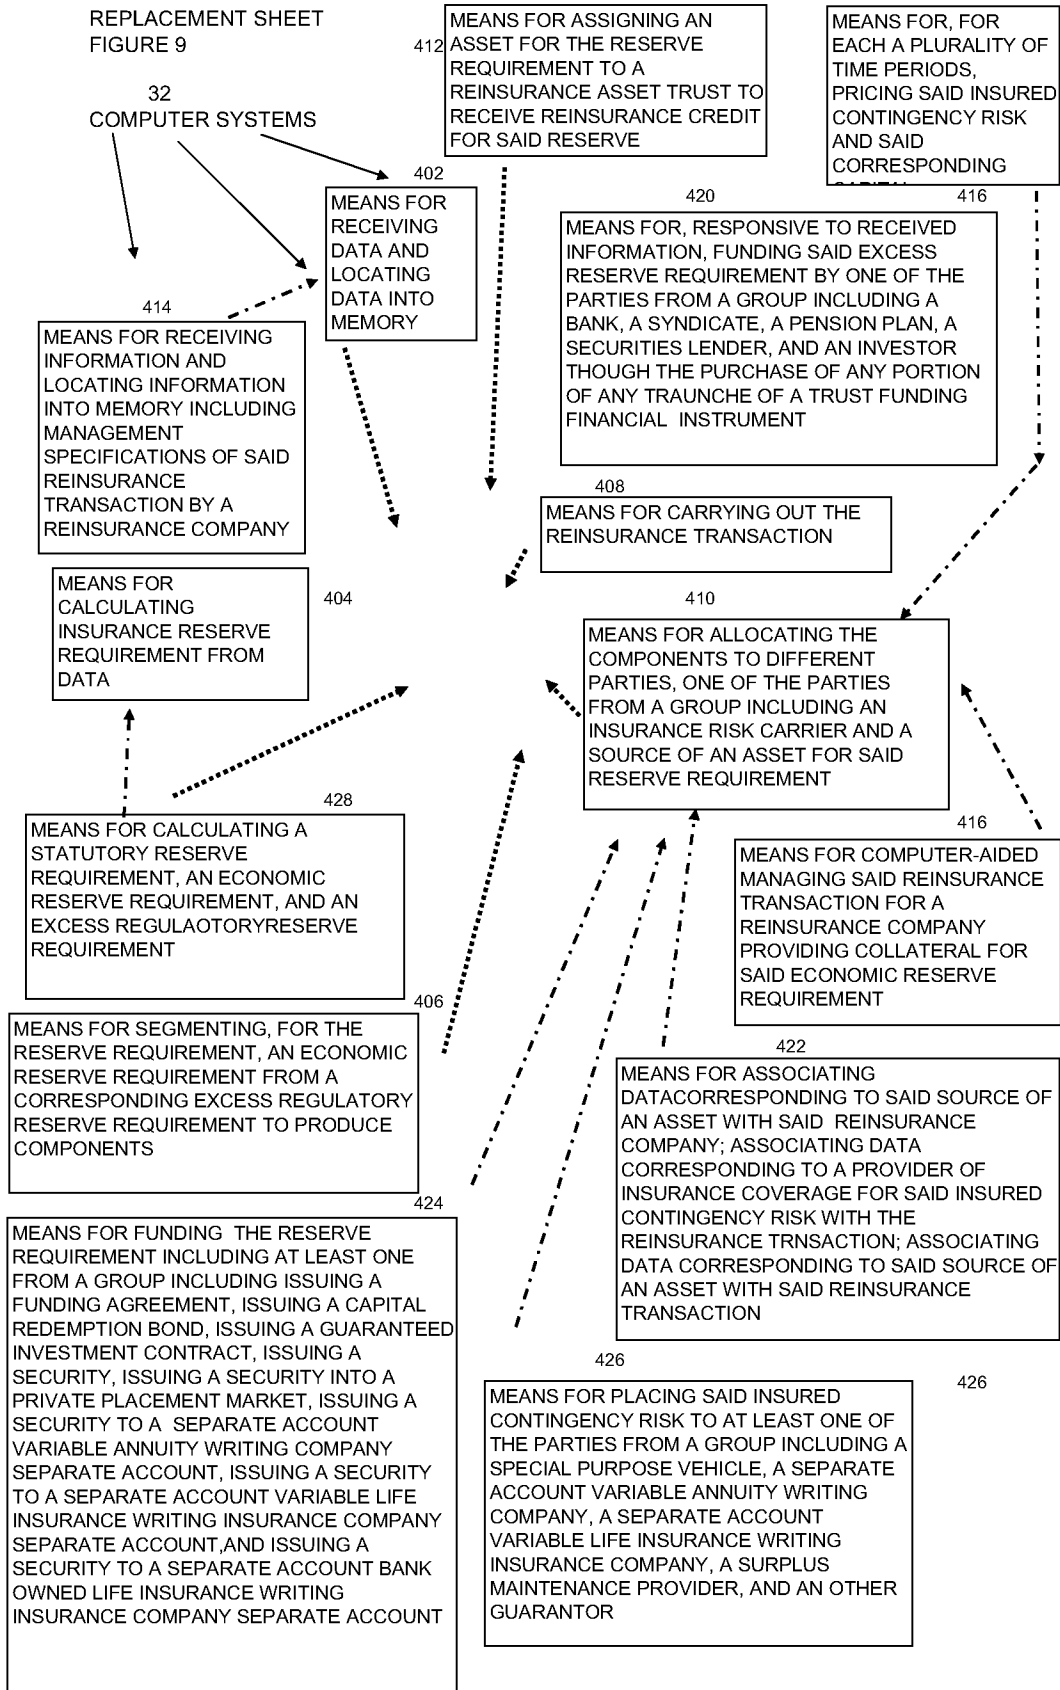 REPLACEMENT SHEET
FIGURE 9
32
COMPUTER SYSTEMS
412
MEANS FOR ASSIGNING AN
ASSET FOR THE RESERVE
REQUIREMENT TO A
REINSURANCE ASSET TRUST TO
RECEIVE REINSURANCE CREDIT
FOR SAID RESERVE
MEANS FOR, FOR
EACH A PLURALITY OF
TIME PERIODS,
PRICING SAID INSURED
CONTINGENCY RISK
AND SAID
CORRESPONDING
416
402
MEANS FOR
RECEIVING
DATA AND
LOCATING
DATA INTO
MEMORY
420
MEANS FOR, RESPONSIVE TO RECEIVED
INFORMATION, FUNDING SAID EXCESS
RESERVE REQUIREMENT BY ONE OF THE
PARTIES FROM A GROUP INCLUDING A
BANK, A SYNDICATE, A PENSION PLAN, A
SECURITIES LENDER, AND AN INVESTOR
THOUGH THE PURCHASE OF ANY PORTION
OF ANY TRAUNCHE OF A TRUST FUNDING
FINANCIAL INSTRUMENT
414
MEANS FOR RECEIVING
INFORMATION AND
LOCATING INFORMATION
INTO MEMORY INCLUDING
MANAGEMENT
SPECIFICATIONS OF SAID
REINSURANCE
TRANSACTION BY A
REINSURANCE COMPANY
408
MEANS FOR CARRYING OUT THE
REINSURANCE TRANSACTION
404
MEANS FOR
CALCULATING
INSURANCE RESERVE
REQUIREMENT FROM
DATA
410
MEANS FOR ALLOCATING THE
COMPONENTS TO DIFFERENT
PARTIES, ONE OF THE PARTIES
FROM A GROUP INCLUDING AN
INSURANCE RISK CARRIER AND A
SOURCE OF AN ASSET FOR SAID
RESERVE REQUIREMENT
428
MEANS FOR CALCULATING A
STATUTORY RESERVE
REQUIREMENT, AN ECONOMIC
RESERVE REQUIREMENT, AND AN
EXCESS REGULAOTORYRESERVE
REQUIREMENT
416
MEANS FOR COMPUTER-AIDED
MANAGING SAID REINSURANCE
TRANSACTION FOR A
REINSURANCE COMPANY
PROVIDING COLLATERAL FOR
SAID ECONOMIC RESERVE
REQUIREMENT
406
MEANS FOR SEGMENTING, FOR THE
RESERVE REQUIREMENT, AN ECONOMIC
RESERVE REQUIREMENT FROM A
CORRESPONDING EXCESS REGULATORY
RESERVE REQUIREMENT TO PRODUCE
COMPONENTS
422
MEANS FOR ASSOCIATING
DATACORRESPONDING TO SAID SOURCE OF
AN ASSET WITH SAID REINSURANCE
COMPANY; ASSOCIATING DATA
CORRESPONDING TO A PROVIDER OF
INSURANCE COVERAGE FOR SAID INSURED
CONTINGENCY RISK WITH THE
REINSURANCE TRNSACTION; ASSOCIATING
DATA CORRESPONDING TO SAID SOURCE OF
AN ASSET WITH SAID REINSURANCE
TRANSACTION
424
MEANS FOR FUNDING THE RESERVE
REQUIREMENT INCLUDING AT LEAST ONE
FROM A GROUP INCLUDING ISSUING A
FUNDING AGREEMENT, ISSUING A CAPITAL
REDEMPTION BOND, ISSUING A GUARANTEED
INVESTMENT CONTRACT, ISSUING A
SECURITY, ISSUING A SECURITY INTO A
PRIVATE PLACEMENT MARKET, ISSUING A
SECURITY TO A SEPARATE ACCOUNT
VARIABLE ANNUITY WRITING COMPANY
SEPARATE ACCOUNT, ISSUING A SECURITY
TO A SEPARATE ACCOUNT VARIABLE LIFE
INSURANCE WRITING INSURANCE COMPANY
SEPARATE ACCOUNT,AND ISSUING A
SECURITY TO A SEPARATE ACCOUNT BANK
OWNED LIFE INSURANCE WRITING
INSURANCE COMPANY SEPARATE ACCOUNT
426
426
MEANS FOR PLACING SAID INSURED
CONTINGENCY RISK TO AT LEAST ONE OF
THE PARTIES FROM A GROUP INCLUDING A
SPECIAL PURPOSE VEHICLE, A SEPARATE
ACCOUNT VARIABLE ANNUITY WRITING
COMPANY, A SEPARATE ACCOUNT
VARIABLE LIFE INSURANCE WRITING
INSURANCE COMPANY, A SURPLUS
MAINTENANCE PROVIDER, AND AN OTHER
GUARANTOR